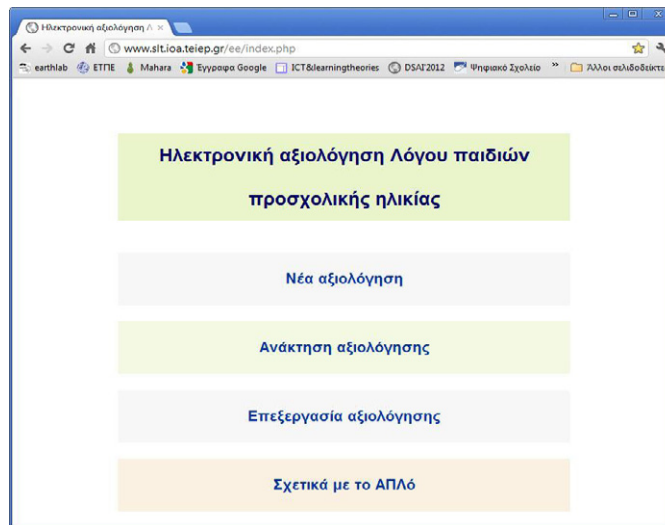 Ηλεκτρονική αξιολόγηση Λ
www.slt.ioa.teiep.gr/ee/index.php
earthlab ΕΤΠΕ Mahara Έγγραφα Google ICT&learningtheories DSAΓ2012 Ψηφιακό Σχολείο » Άλλοι σελιδοδείκτε
Ηλεκτρονική αξιολόγηση Λόγου παιδιών
προσχολικής ηλικίας
Νέα αξιολόγηση
Ανάκτηση αξιολόγησης
Επεξεργασία αξιολόγησης
Σχετικά με το ΑΠΛό